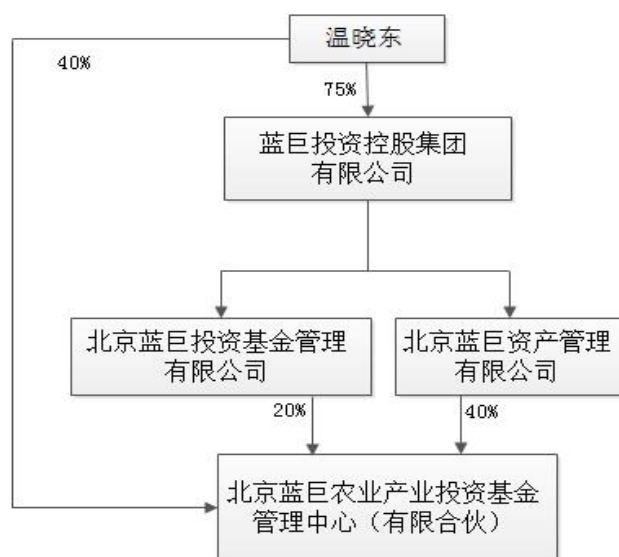 温晓东
40%
75%
蓝巨投资控股集团
有限公司
北京蓝巨投资基金管理
有限公司
北京蓝巨资产管理
有限公司
20%
40%
北京蓝巨农业产业投资基金
管理中心（有限合伙）